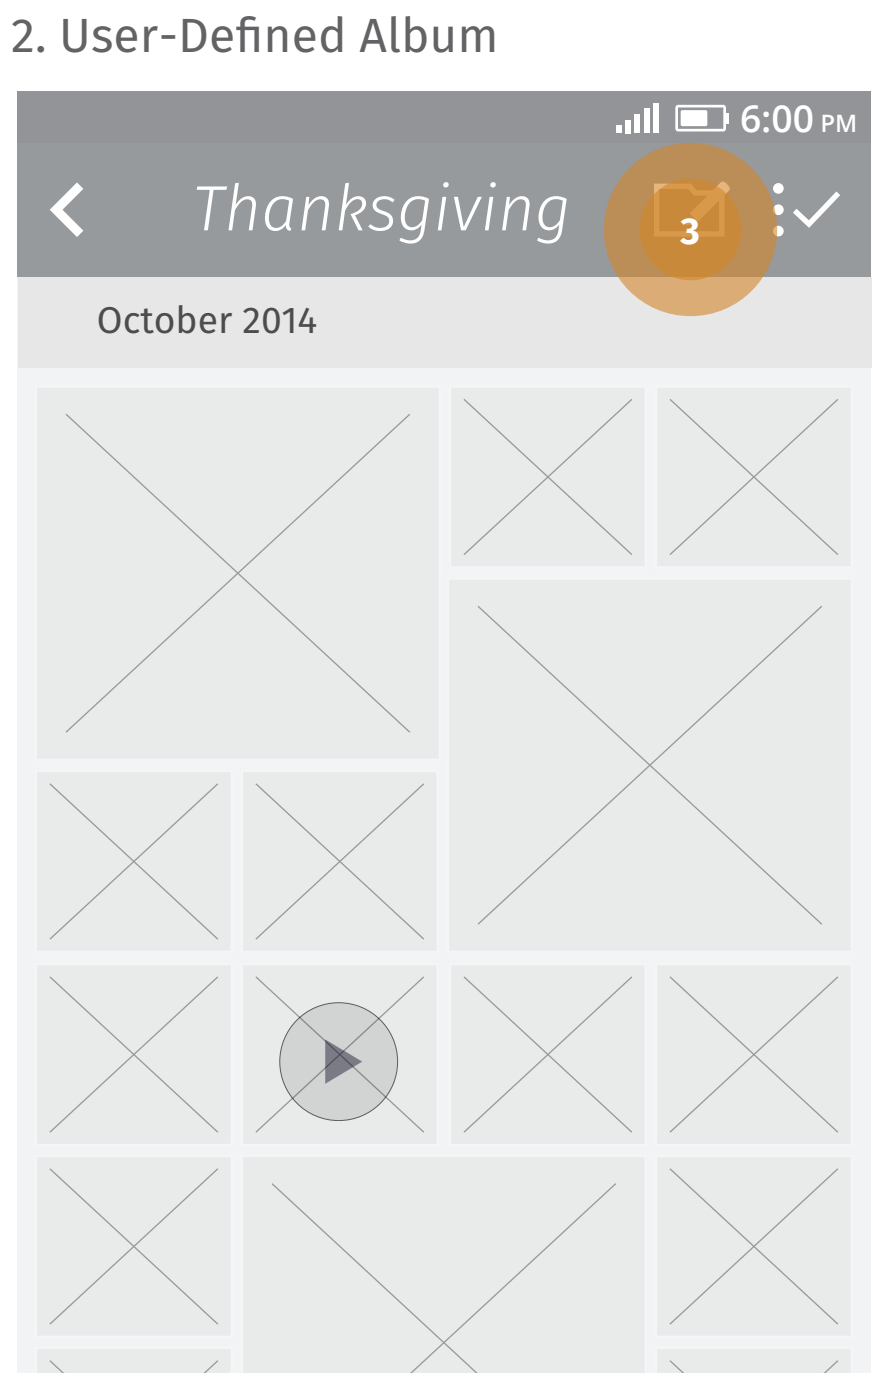 2. User-Defined Album
6:00 PM
Thanksgiving
3
October 2014